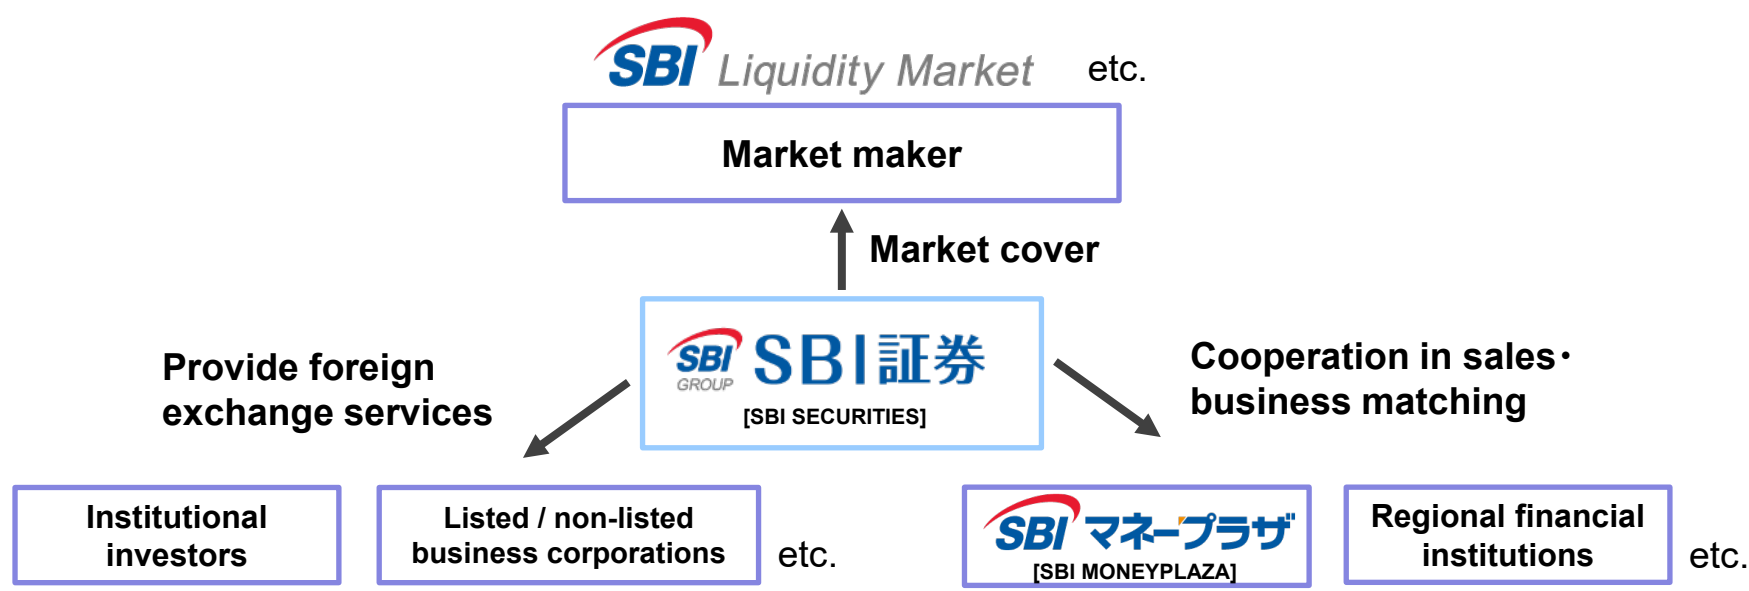 SBI Liquidity Market etc.
Market maker
Market cover
SBI GROUP SBI証券
[SBI SECURITIES]
Provide foreign
exchange services
Cooperation in sales・
business matching
Institutional
investors
Listed / non-listed
business corporations
etc.
SBI マネープラザ
[SBI MONEYPLAZA]
Regional financial
institutions
etc.